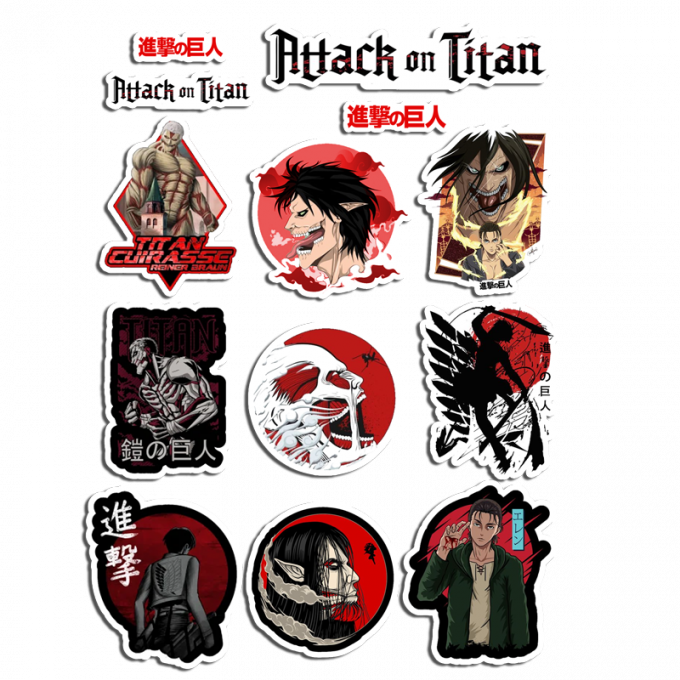 進撃の巨人
Attack on Titan
Attack on Titan
進撃の巨人
TITAN
CUIRASSE
REINER BRAUN
進撃の巨人
TITAN
鎧の巨人
進撃の巨人
進撃
エレン